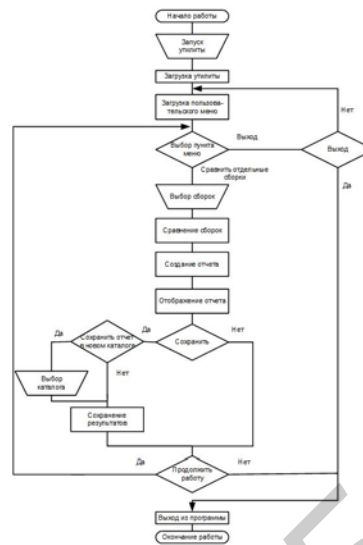 Начало работы
Запуск
утилиты
Загрузка утилиты
Загрузка пользова-
тельского меню
Нет
Выбор пункта
меню
Выход
Выход
Сравнить отдельные
сборки
Да
Выбор сборок
Сравнение сборок
Создание отчета
Отображение отчета
Да
Сохранить отчет
в новом каталоге
Да
Сохранить
Нет
Выбор
каталога
Нет
Сохранение
результатов
Да
Продолжить
работу
Нет
Выход из программы
Окончание работы